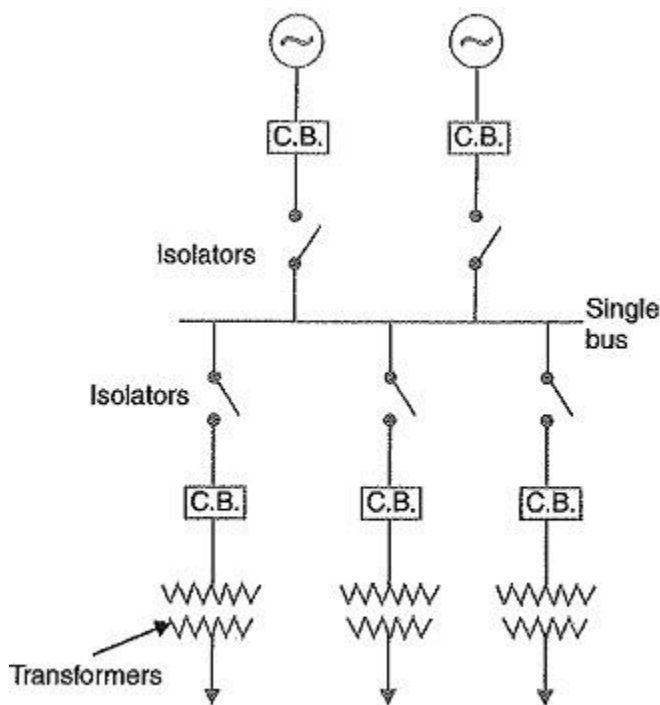 C.B.
C.B.
Isolators
Single
bus
Isolators
C.B.
C.B.
C.B.
Transformers